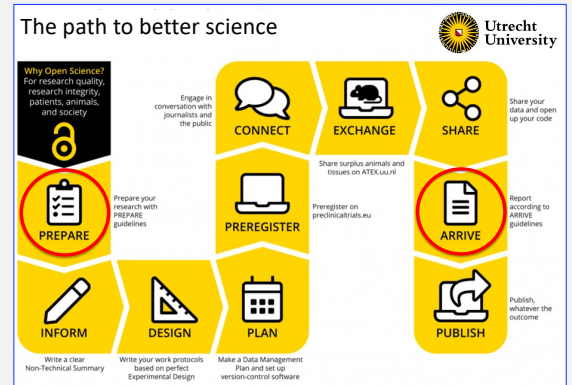 The path to better science
Utrecht
University
Why Open Science?
For research quality,
research integrity,
patients, animals,
and society
PREPARE
Prepare your
research with
PREPARE
guidelines
INFORM
Write a clear
Non-Technical Summary
DESIGN
Write your work protocols
based on perfect
Experimental Design
PLAN
Make a Data Management
Plan and set up
version-control software
PREREGISTER
Preregister on
preclinicaltrials.eu
Engage in
conversation with
journalists and
the public
CONNECT
EXCHANGE
Share surplus animals and
tissues on ATEX.uu.nl
SHARE
Share your
data and open
up your code
ARRIVE
Report
according to
ARRIVE
guidelines
PUBLISH
Publish,
whatever the
outcome